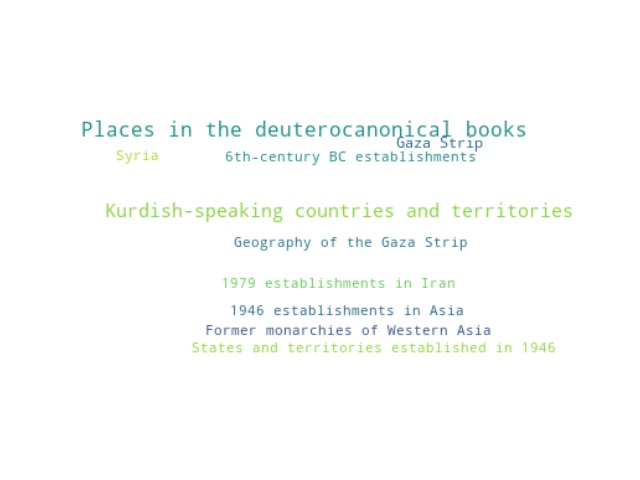 Places in the deuterocanonical books
Gaza Strip
Syria
6th-century BC establishments
Kurdish-speaking countries and territories
Geography of the Gaza Strip
1979 establishments in Iran
1946 establishments in Asia
Former monarchies of Western Asia
States and territories established in 1946